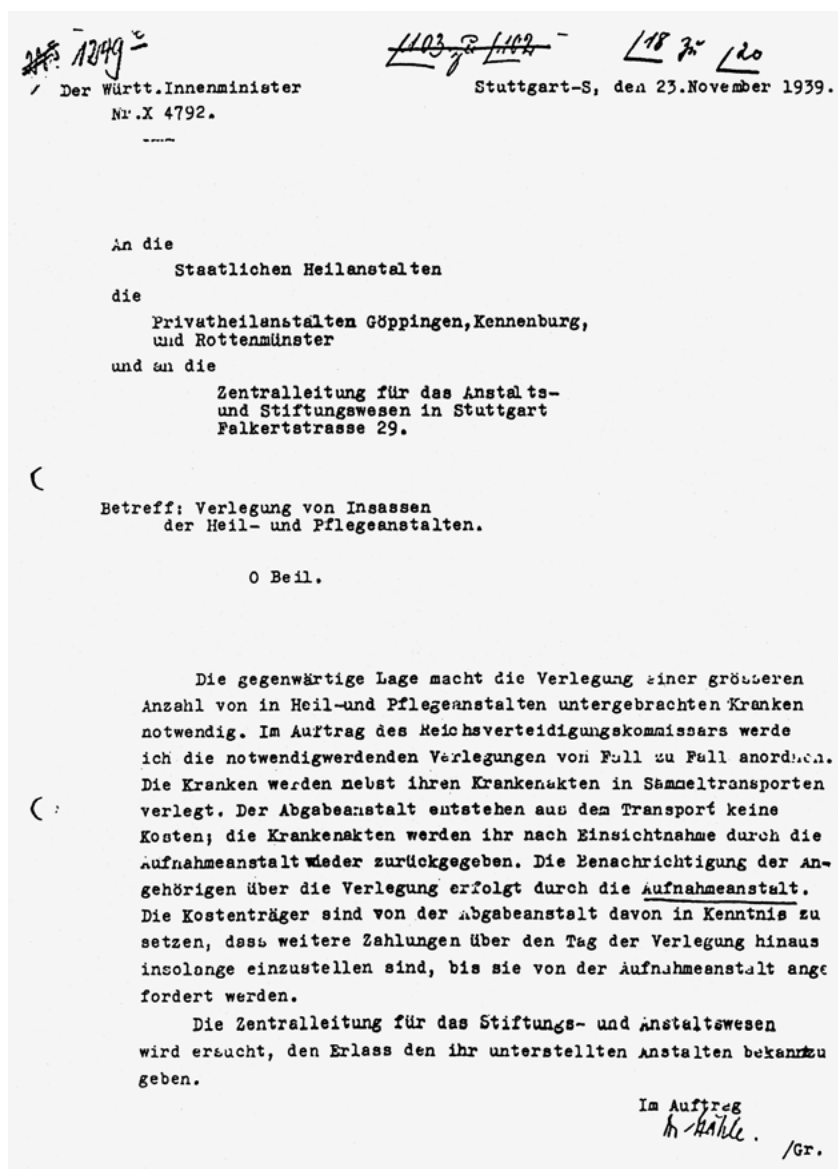 1249
1103 zu 1102 118 zu 120
Der Württ.Innenminister Stuttgart-S, den 23.November 1939.
Nr.X 4792.
An die
Staatlichen Heilanstalten
die
Privatheilanstalten Göppingen,Kennenburg,
und Rottenmünster
und an die
Zentralleitung für das Anstalts-
und Stiftungswesen in Stuttgart
Falkertstrasse 29.
Betreff: Verlegung von Insassen
der Heil- und Pflegeanstalten.
0 Beil.
Die gegenwärtige Lage macht die Verlegung einer grösseren
Anzahl von in Heil-und Pflegeanstalten untergebrachten Kranken
notwendig. Im Auftrag des Reichsverteidigungskommissars werde
ich die notwendigwerdenden Verlegungen von Fall zu Fall anordnen.
Die Kranken werden nebst ihren Krankenakten in Sammeltransporten
verlegt. Der Abgabeanstalt entstehen aus dem Transport keine
Kosten; die Krankenakten werden ihr nach Einsichtnahme durch die
Aufnahmeanstalt wieder zurückgegeben. Die Benachrichtigung der An-
gehörigen über die Verlegung erfolgt durch die Aufnahmeanstalt.
Die Kostenträger sind von der Abgabeanstalt davon in Kenntnis zu
setzen, dass weitere Zahlungen über den Tag der Verlegung hinaus
insolange einzustellen sind, bis sie von der Aufnahmeanstalt ange
fordert werden.
Die Zentralleitung für das Stiftungs- und Anstaltswesen
wird ersucht, den Erlass den ihr unterstellten Anstalten bekanntzu
geben.
Im Auftrag
/Gr.